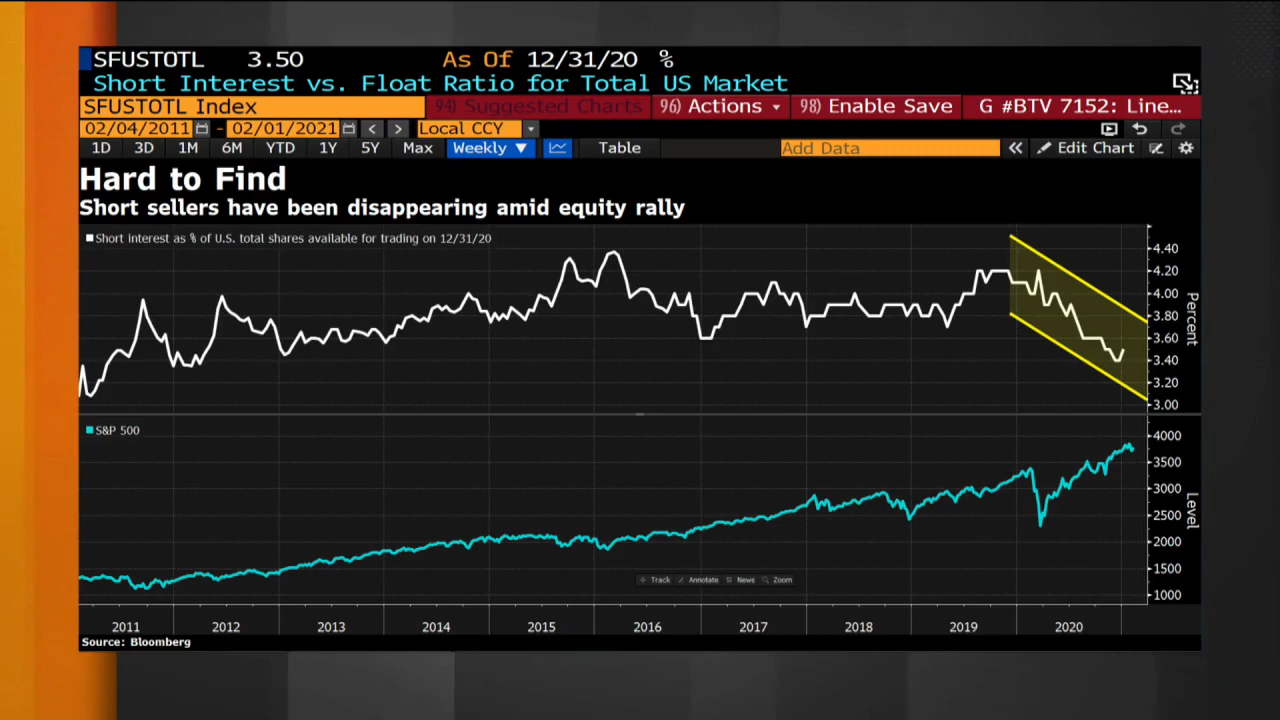 SFUSTOTL 3.50 As Of 12/31/20 %
Short Interest vs. Float Ratio for Total US Market
SFUSTOTL Index 94) Suggested Charts 96) Actions 98) Enable Save G #BTV 7152: Line...
02/04/2011 - 02/01/2021 < > Local CCY
1D 3D 1M 6M YTD 1Y 5Y Max Weekly ▼ Table Add Data « Edit Chart
Hard to Find
Short sellers have been disappearing amid equity rally
Short interest as % of U.S. total shares available for trading on 12/31/20
4.40
4.20
4.00
3.80
3.60
3.40
3.20
3.00
Percent
S&P 500
4000
3500
3000
2500
2000
1500
1000
Level
Track Annotate News Zoom
2011 2012 2013 2014 2015 2016 2017 2018 2019 2020
Source: Bloomberg